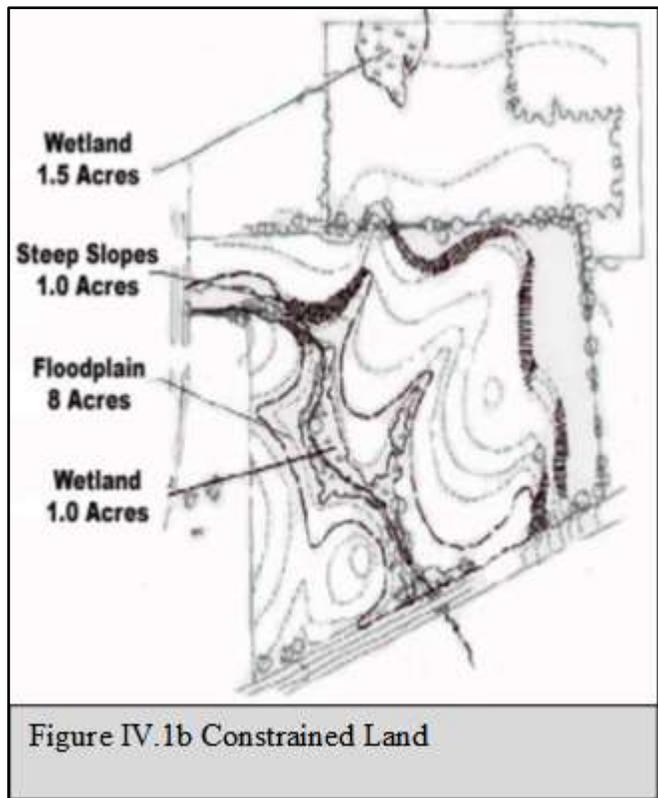 Wetland
1.5 Acres
Steep Slopes
1.0 Acres
Floodplain
8 Acres
Wetland
1.0 Acres
Figure IV.1b Constrained Land